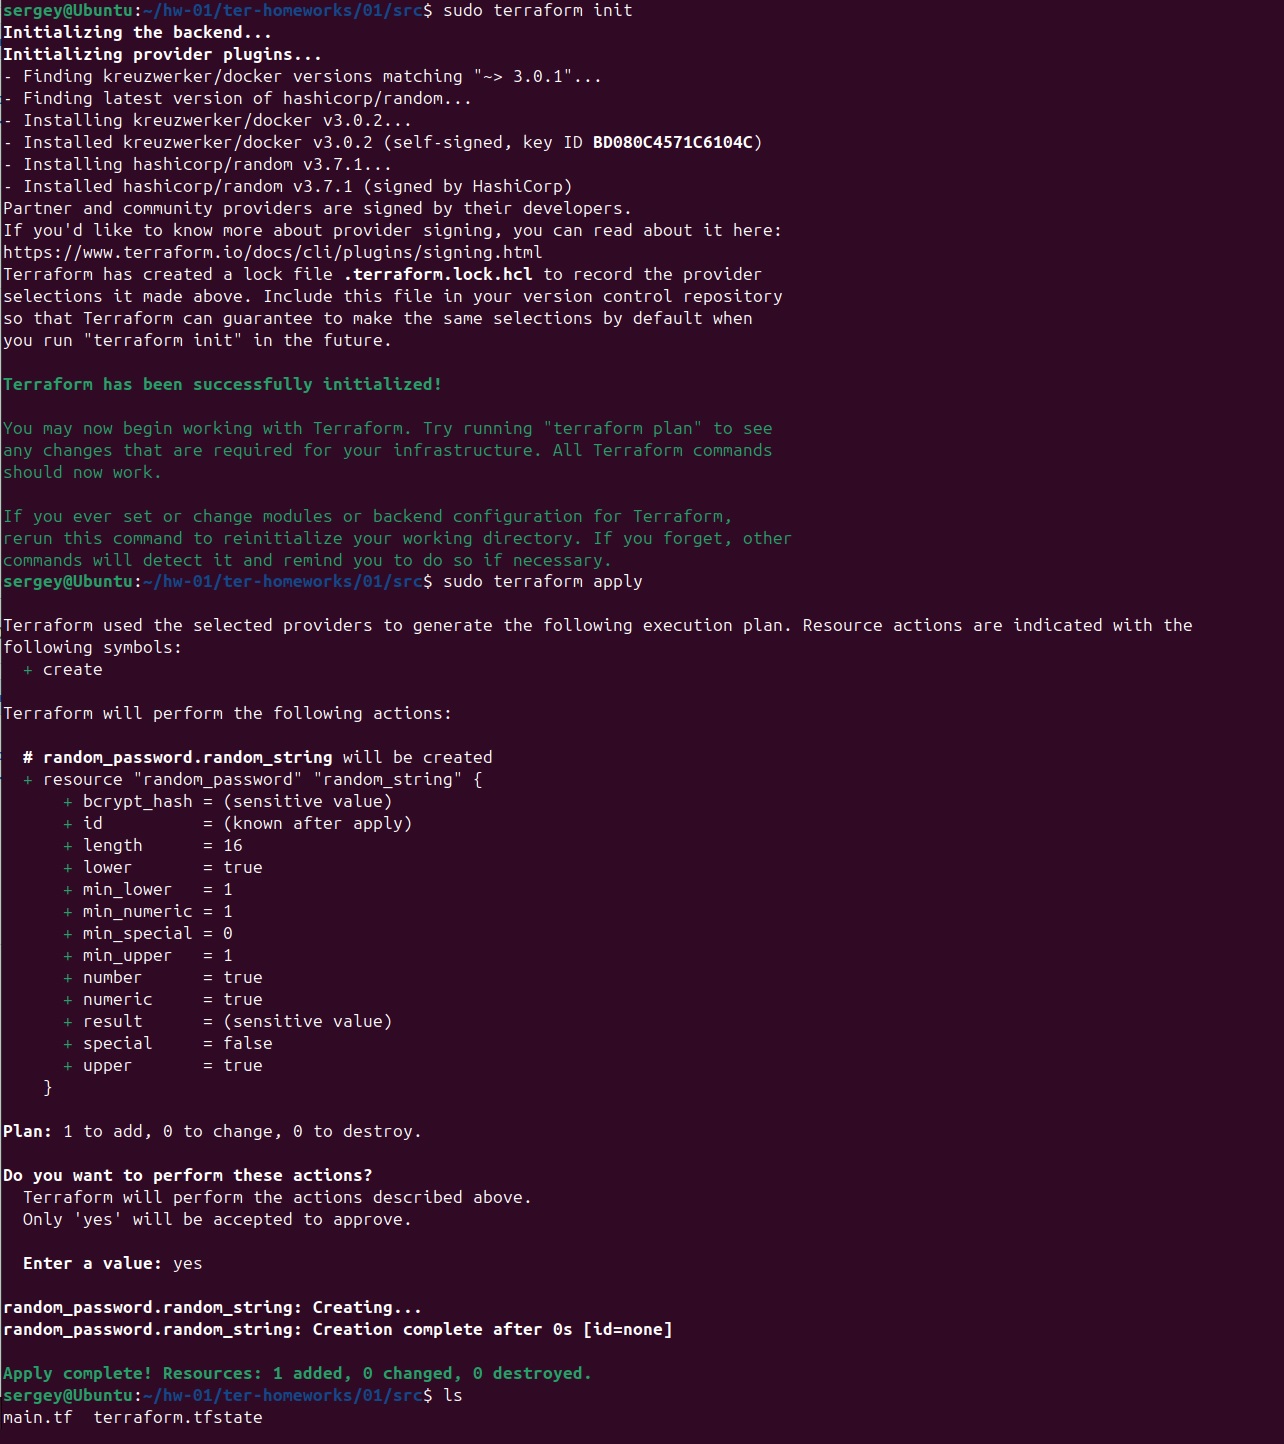 sergey@Ubuntu:~/hw-01/ter-homeworks/01/src$ sudo terraform init
Initializing the backend...
Initializing provider plugins...
- Finding kreuzwerker/docker versions matching "~> 3.0.1"...
- Finding latest version of hashicorp/random...
- Installing kreuzwerker/docker v3.0.2...
- Installed kreuzwerker/docker v3.0.2 (self-signed, key ID BD080C4571C6104C)
- Installing hashicorp/random v3.7.1...
- Installed hashicorp/random v3.7.1 (signed by HashiCorp)
Partner and community providers are signed by their developers.
If you'd like to know more about provider signing, you can read about it here:
https://www.terraform.io/docs/cli/plugins/signing.html
Terraform has created a lock file .terraform.lock.hcl to record the provider
selections it made above. Include this file in your version control repository
so that Terraform can guarantee to make the same selections by default when
you run "terraform init" in the future.

Terraform has been successfully initialized!

You may now begin working with Terraform. Try running "terraform plan" to see
any changes that are required for your infrastructure. All Terraform commands
should now work.

If you ever set or change modules or backend configuration for Terraform,
rerun this command to reinitialize your working directory. If you forget, other
commands will detect it and remind you to do so if necessary.
sergey@Ubuntu:~/hw-01/ter-homeworks/01/src$ sudo terraform apply

Terraform used the selected providers to generate the following execution plan. Resource actions are indicated with the
following symbols:
  + create

Terraform will perform the following actions:

  # random_password.random_string will be created
  + resource "random_password" "random_string" {
      + bcrypt_hash = (sensitive value)
      + id          = (known after apply)
      + length      = 16
      + lower       = true
      + min_lower   = 1
      + min_numeric = 1
      + min_special = 0
      + min_upper   = 1
      + number      = true
      + numeric     = true
      + result      = (sensitive value)
      + special     = false
      + upper       = true
    }

Plan: 1 to add, 0 to change, 0 to destroy.

Do you want to perform these actions?
  Terraform will perform the actions described above.
  Only 'yes' will be accepted to approve.

  Enter a value: yes

random_password.random_string: Creating...
random_password.random_string: Creation complete after 0s [id=none]

Apply complete! Resources: 1 added, 0 changed, 0 destroyed.
sergey@Ubuntu:~/hw-01/ter-homeworks/01/src$ ls
main.tf  terraform.tfstate